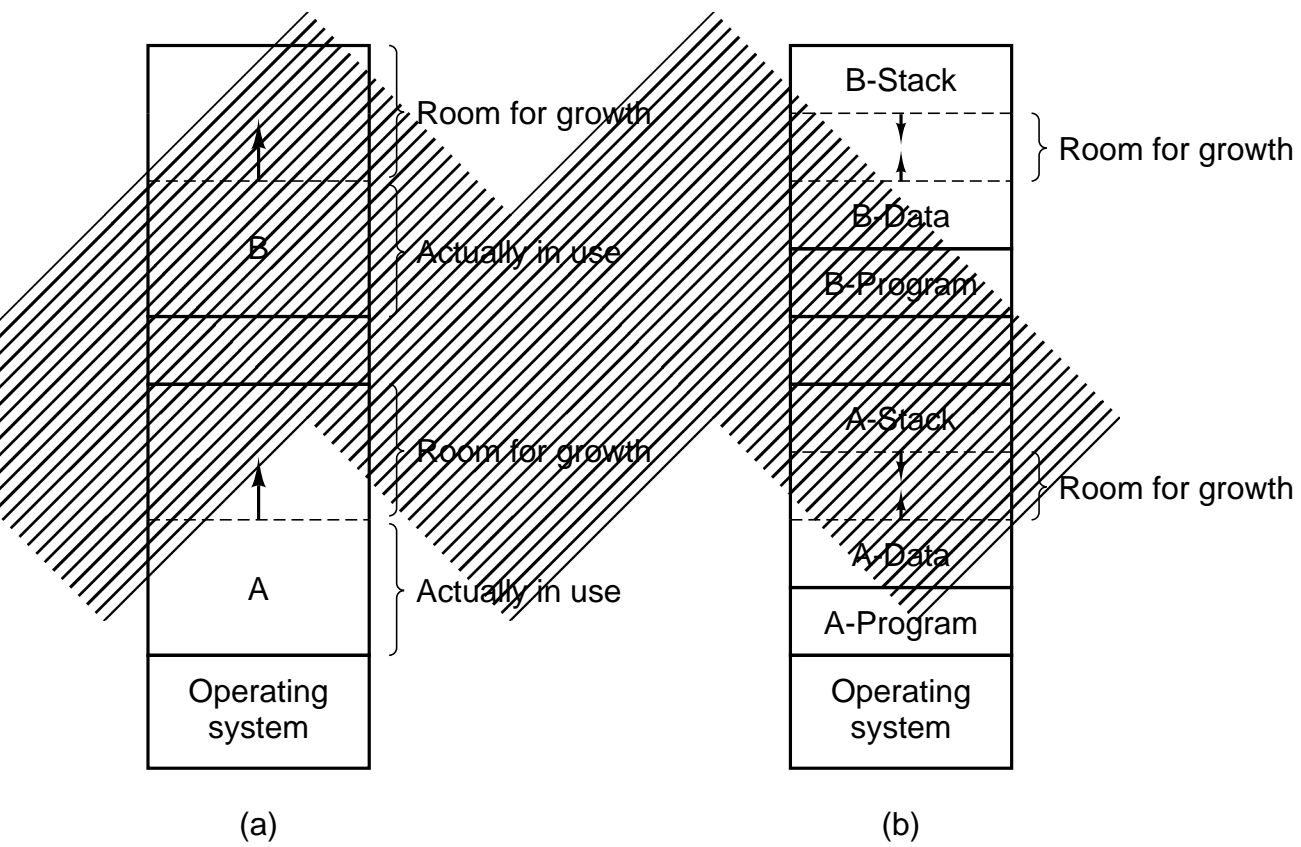 Room for growth
B
Actually in use
Room for growth
A
Actually in use
Operating
system
(a)
B-Stack
Room for growth
B-Data
B-Program
A-Stack
Room for growth
A-Data
A-Program
Operating
system
(b)